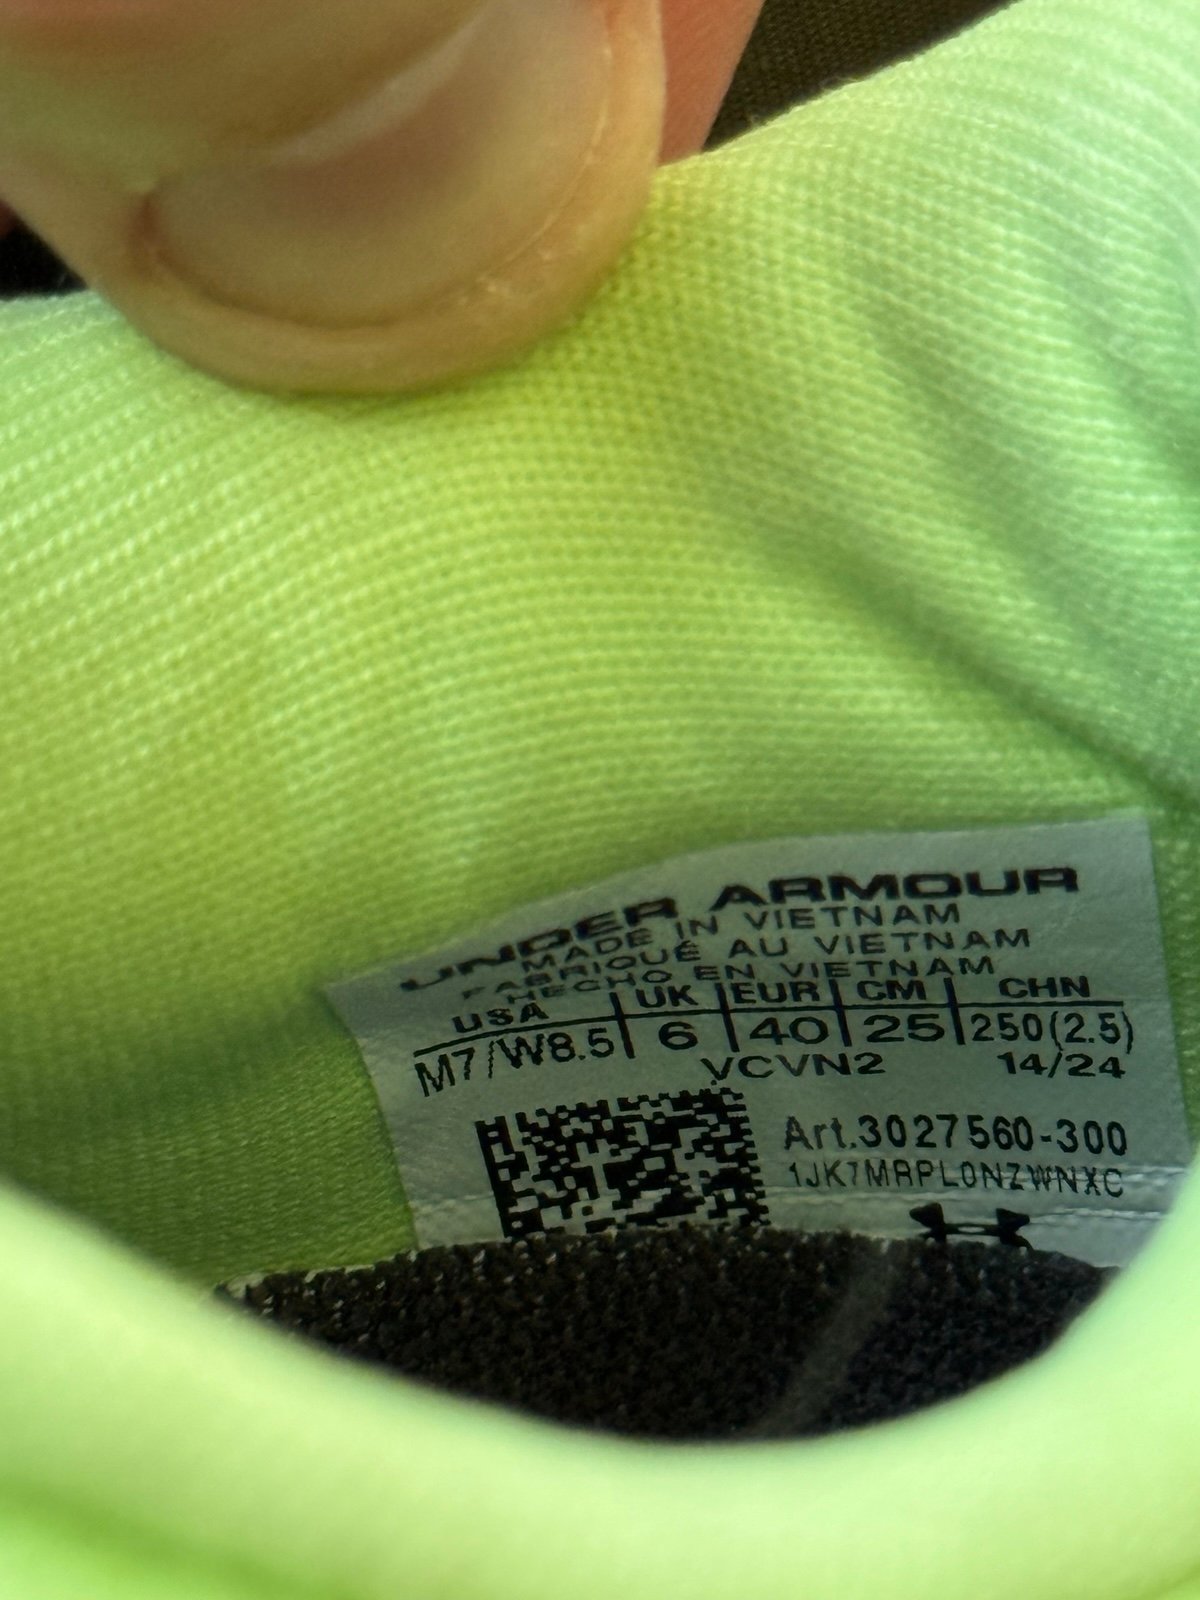 UNDER ARMOUR
MADE IN VIETNAM
FABRIQUÉ AU VIETNAM
HECHO EN VIETNAM
USA UK EUR CM CHN
M7/W8.5 6 40 25 250(2.5)
VCVN2 14/24
Art.3027560-300
1JK7MRPL0NZWNXC